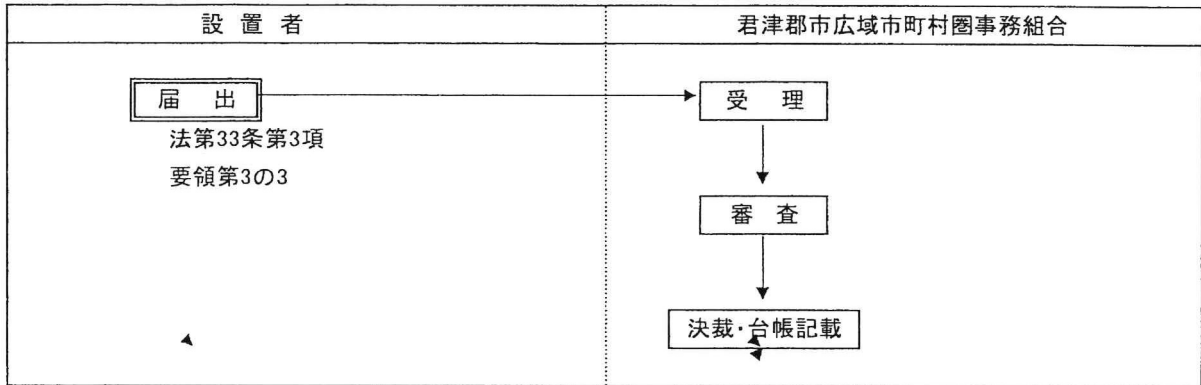 設置者
君津郡市広域市町村圏事務組合
届出
受理
法第33条第3項
要領第3の3
審査
決裁・台帳記載